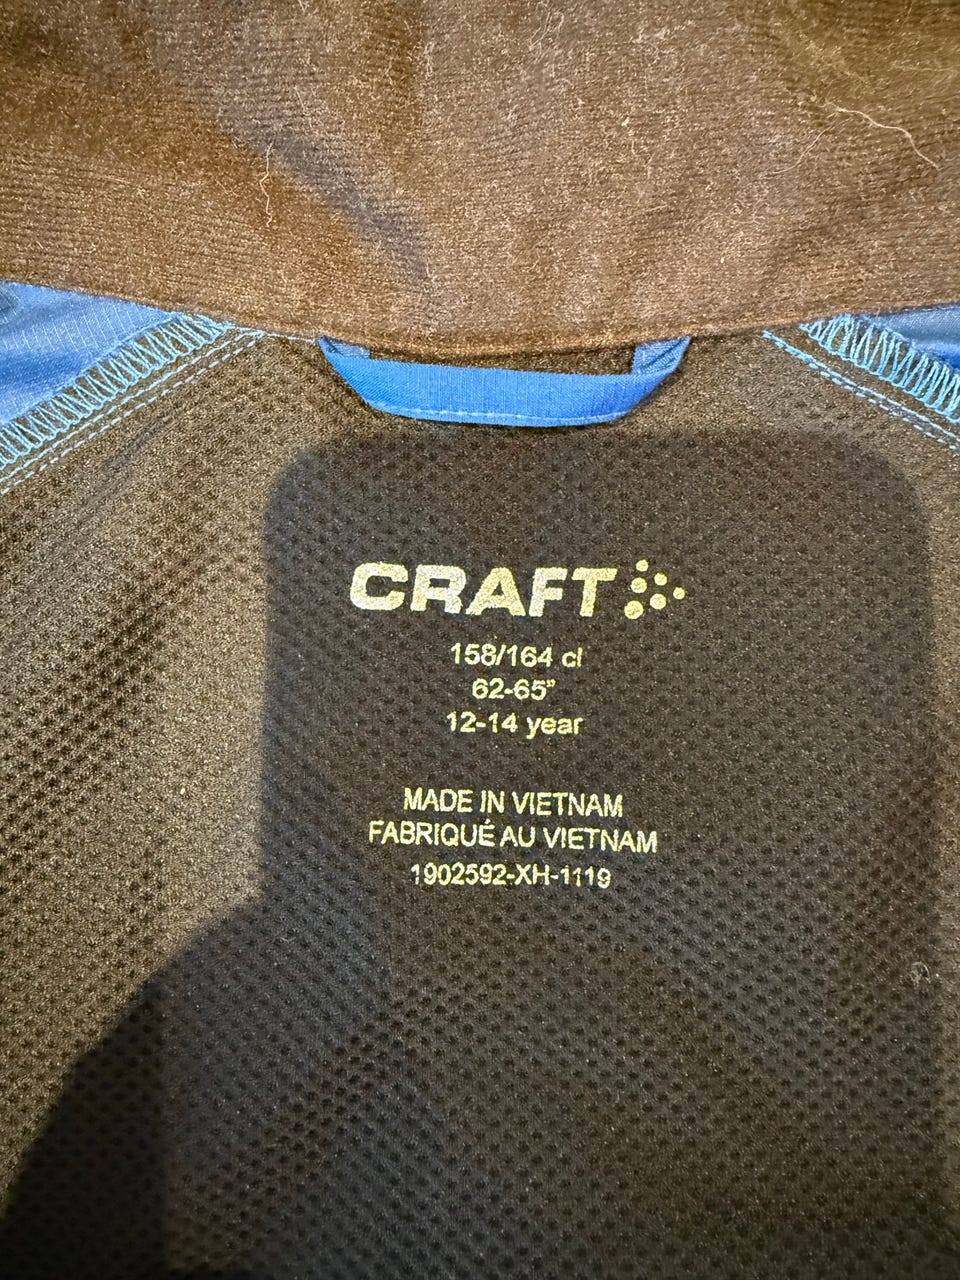 CRAFT
158/164 cl
62-65”
12-14 year
MADE IN VIETNAM
FABRIQUÉ AU VIETNAM
1902592-XH-1119